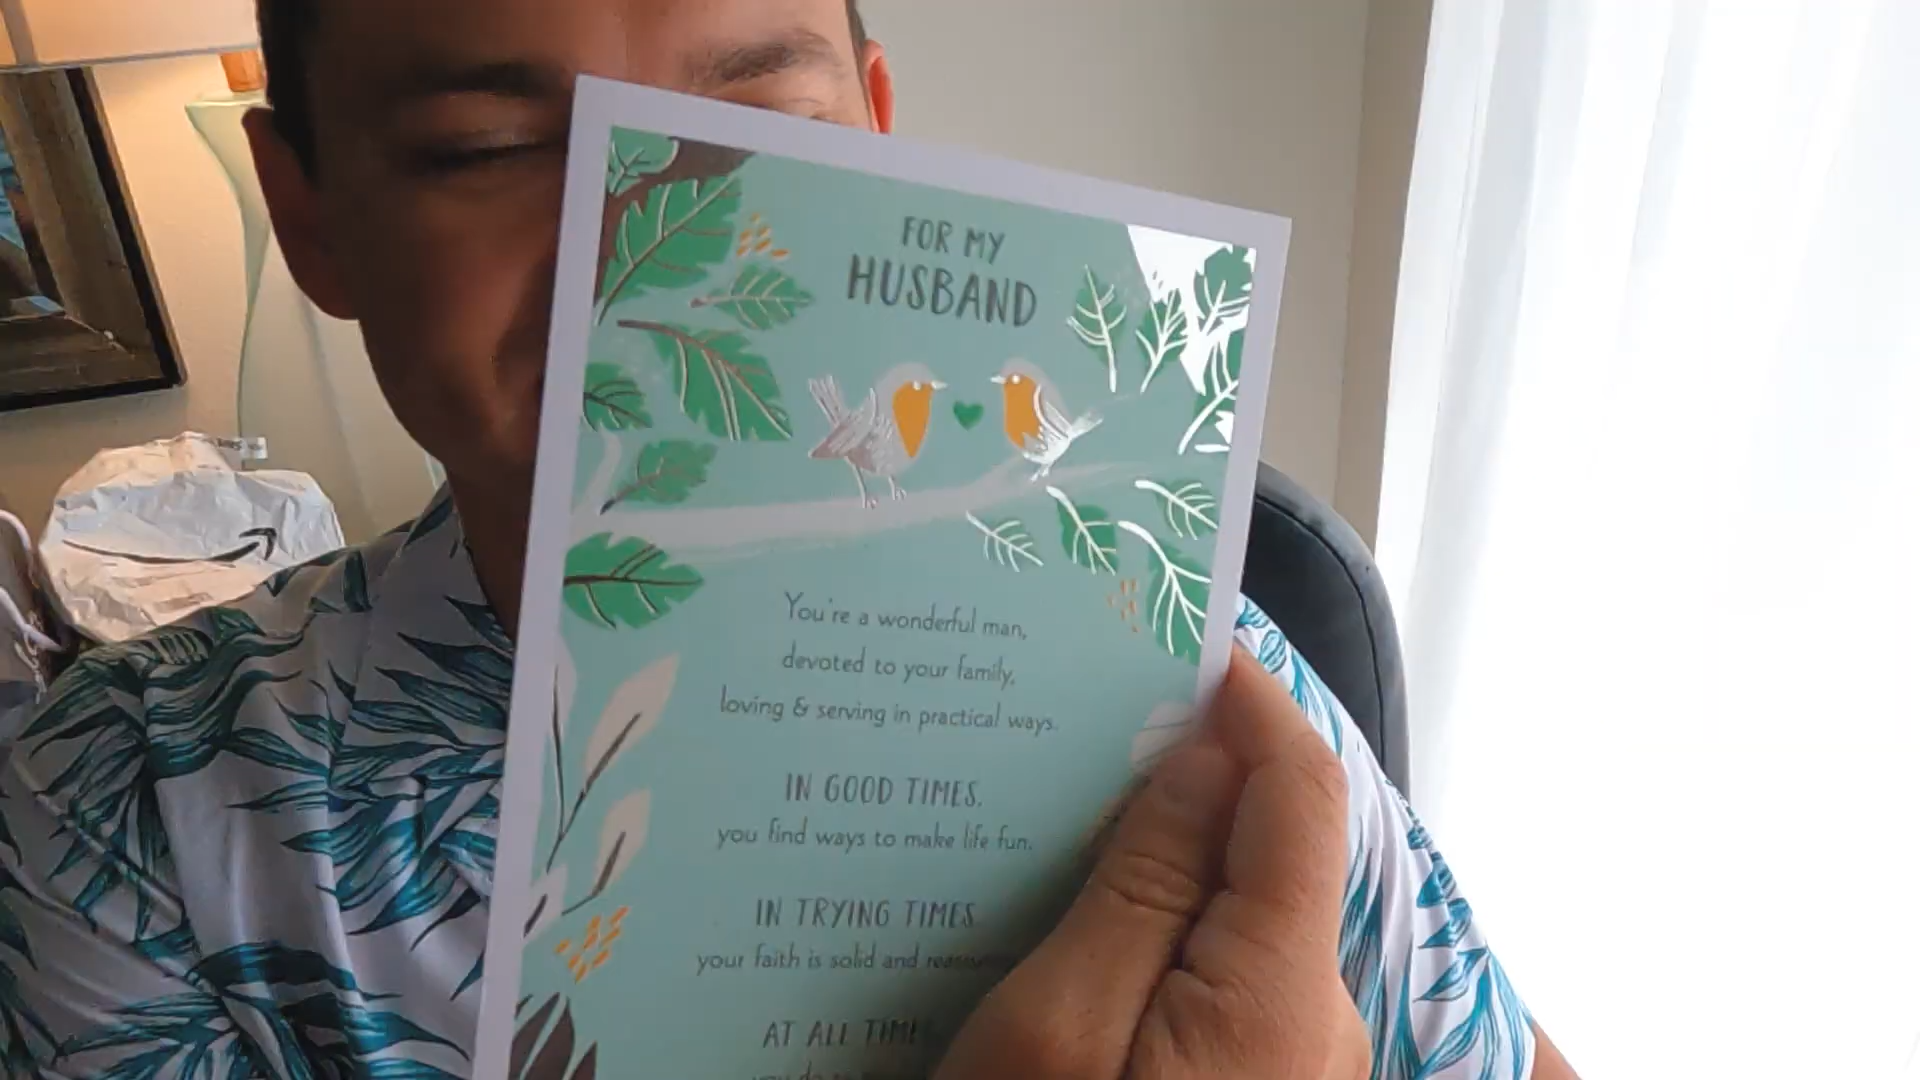 FOR MY
HUSBAND
You're a wonderful man,
devoted to your family,
loving & serving in practical ways.
IN GOOD TIMES,
you find ways to make life fun.
IN TRYING TIMES
your faith is solid and
AT ALL